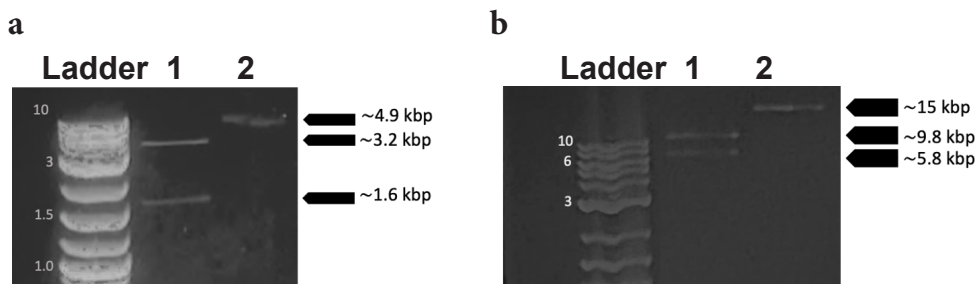 a
Ladder 1 2
10
3
1.5
1.0
~4.9 kbp
~3.2 kbp
~1.6 kbp
b
Ladder 1 2
10
6
3
~15 kbp
~9.8 kbp
~5.8 kbp